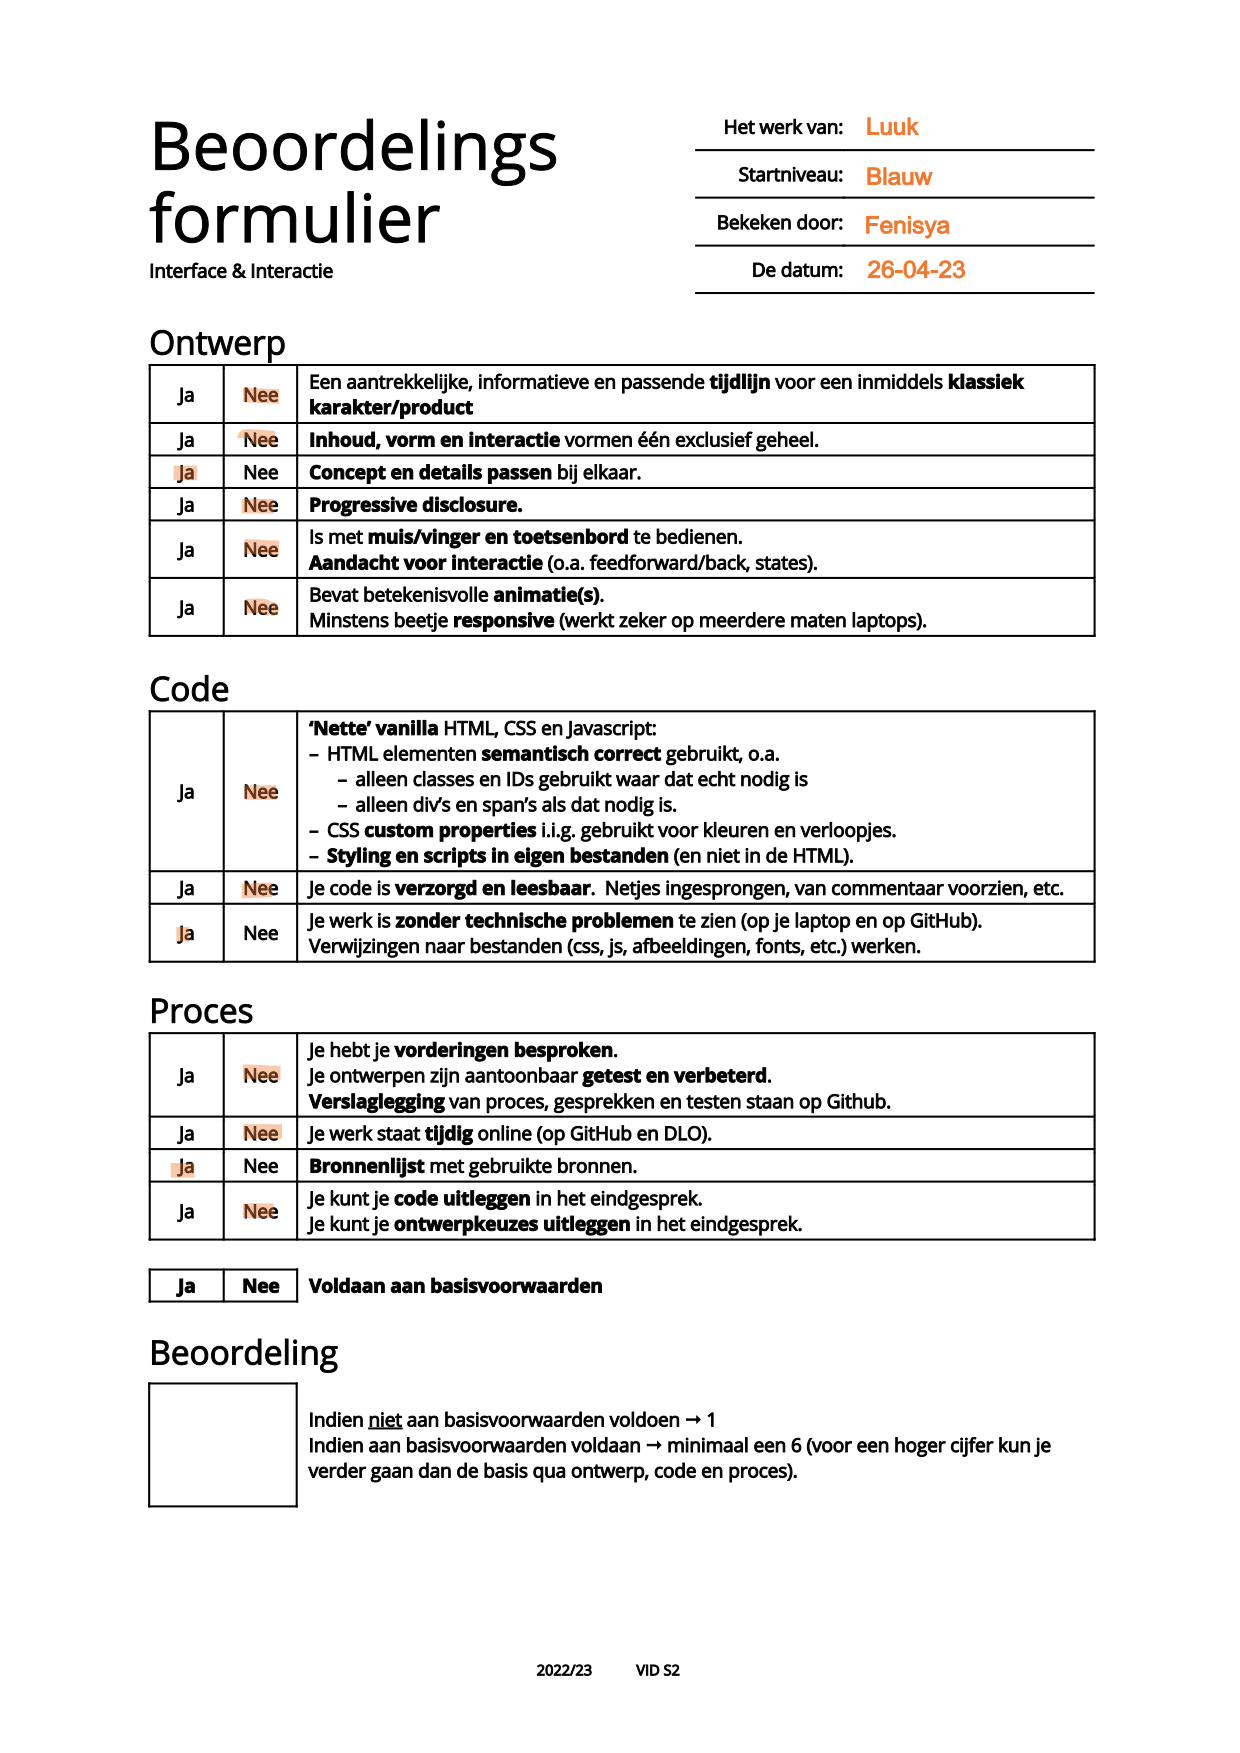 Beoordelings
formulier
Interface & Interactie
Het werk van: Luuk
Startniveau: Blauw
Bekeken door: Fenisya
De datum: 26-04-23
Ontwerp
Ja Nee Een aantrekkelijke, informatieve en passende tijdlijn voor een inmiddels klassiek
karakter/product
Ja Nee Inhoud, vorm en interactie vormen één exclusief geheel.
Ja Nee Concept en details passen bij elkaar.
Ja Nee Progressive disclosure.
Ja Nee Is met muis/vinger en toetsenbord te bedienen.
Aandacht voor interactie (o.a. feedforward/back, states).
Ja Nee Bevat betekenisvolle animatie(s).
Minstens beetje responsive (werkt zeker op meerdere maten laptops).
Code
Ja Nee ‘Nette’ vanilla HTML, CSS en Javascript:
– HTML elementen semantisch correct gebruikt, o.a.
– alleen classes en IDs gebruikt waar dat echt nodig is
– alleen div’s en span’s als dat nodig is.
– CSS custom properties i.i.g. gebruikt voor kleuren en verloopjes.
– Styling en scripts in eigen bestanden (en niet in de HTML).
Ja Nee Je code is verzorgd en leesbaar. Netjes ingesprongen, van commentaar voorzien, etc.
Ja Nee Je werk is zonder technische problemen te zien (op je laptop en op GitHub).
Verwijzingen naar bestanden (css, js, afbeeldingen, fonts, etc.) werken.
Proces
Ja Nee Je hebt je vorderingen besproken.
Je ontwerpen zijn aantoonbaar getest en verbeterd.
Verslaglegging van proces, gesprekken en testen staan op Github.
Ja Nee Je werk staat tijdig online (op GitHub en DLO).
Ja Nee Bronnenlijst met gebruikte bronnen.
Ja Nee Je kunt je code uitleggen in het eindgesprek.
Je kunt je ontwerpkeuzes uitleggen in het eindgesprek.
Ja Nee Voldaan aan basisvoorwaarden
Beoordeling
Indien niet aan basisvoorwaarden voldoen → 1
Indien aan basisvoorwaarden voldaan → minimaal een 6 (voor een hoger cijfer kun je
verder gaan dan de basis qua ontwerp, code en proces).
2022/23 VID S2